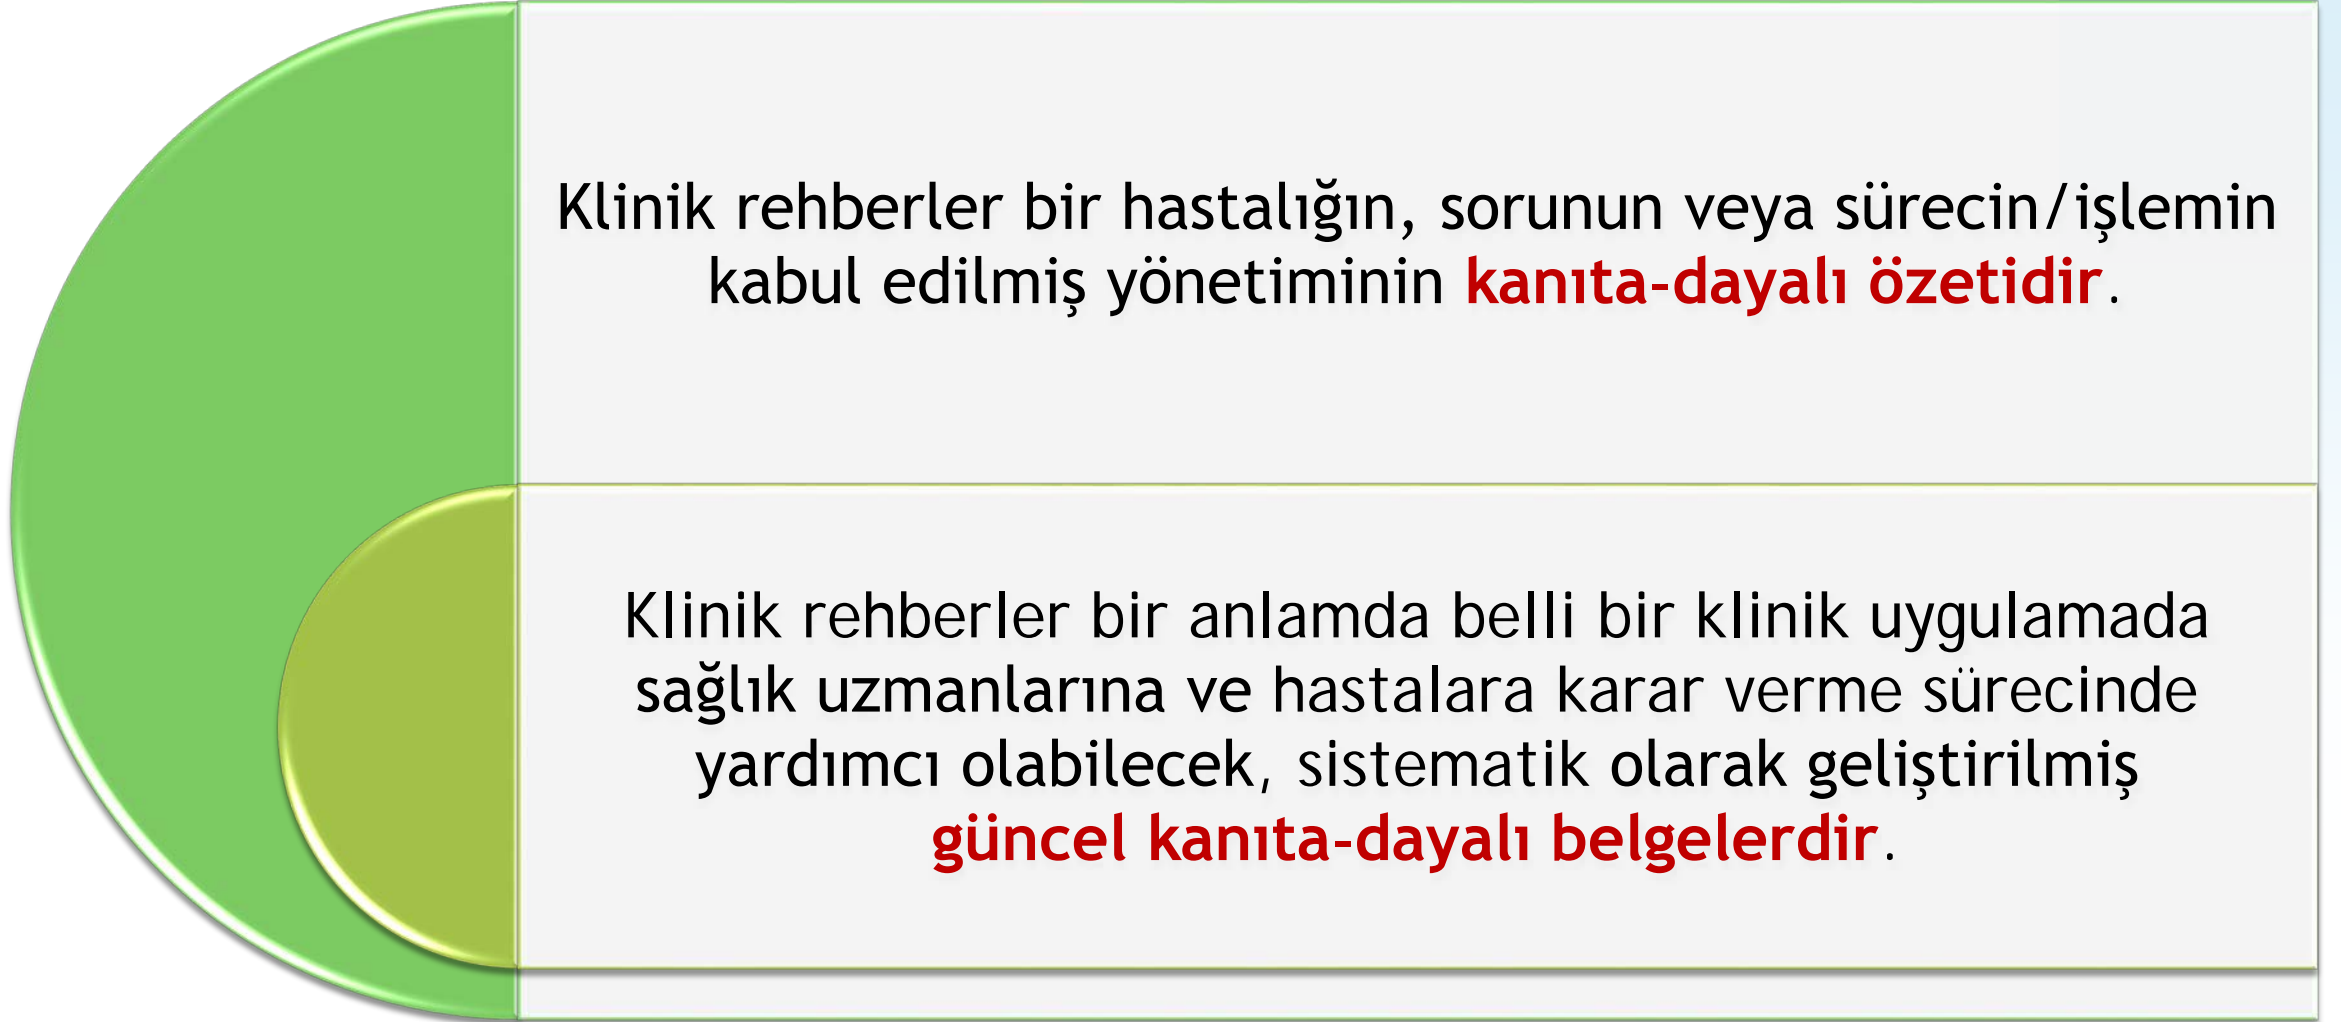 Klinik rehberler bir hastalığın, sorunun veya sürecin/işlemin
kabul edilmiş yönetiminin kanıta-dayalı özetidir.
Klinik rehberler bir anlamda belli bir klinik uygulamada
sağlık uzmanlarına ve hastalara karar verme sürecinde
yardımcı olabilecek, sistematik olarak geliştirilmiş
güncel kanıta-dayalı belgelerdir.